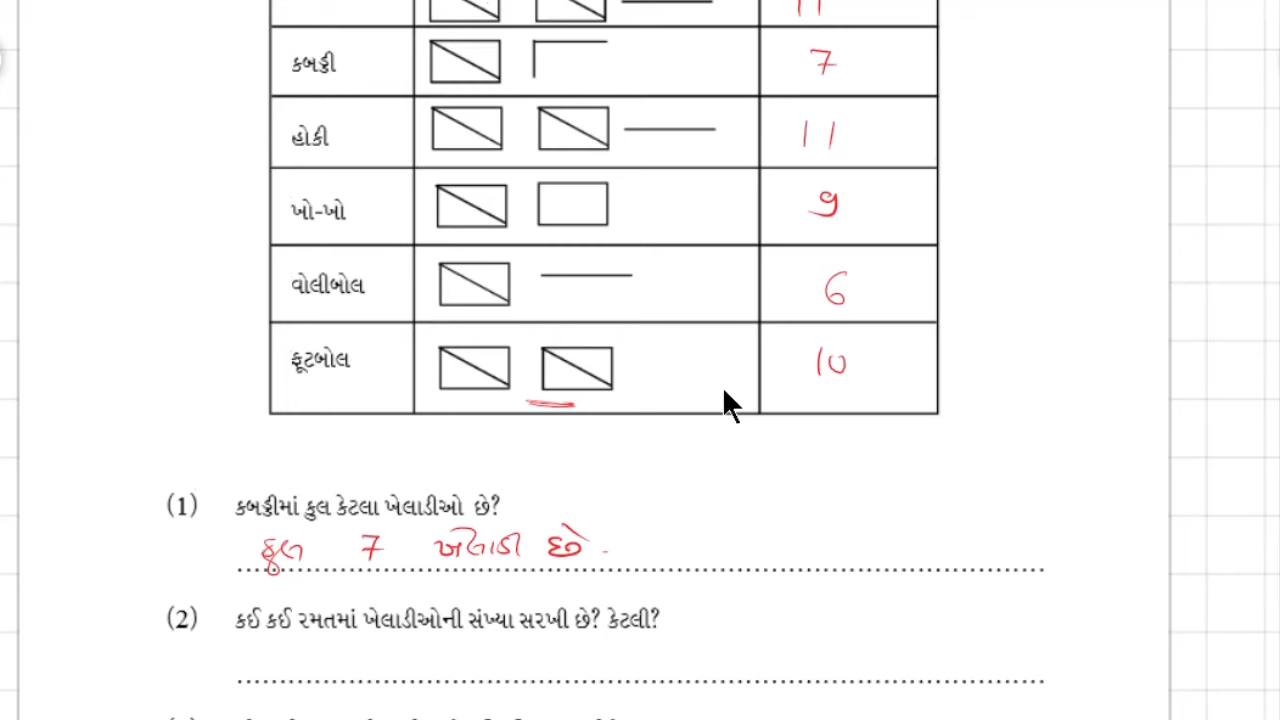 11
કબડ્ડી 7
હોકી 11
ખો-ખો 9
વોલીબોલ 6
ફૂટબોલ 10
(1) કબડ્ડીમાં કુલ કેટલા ખેલાડીઓ છે?
કુલ 7 ખેલાડી છે.
(2) કઈ કઈ રમતમાં ખેલાડીઓની સંખ્યા સરખી છે? કેટલી?